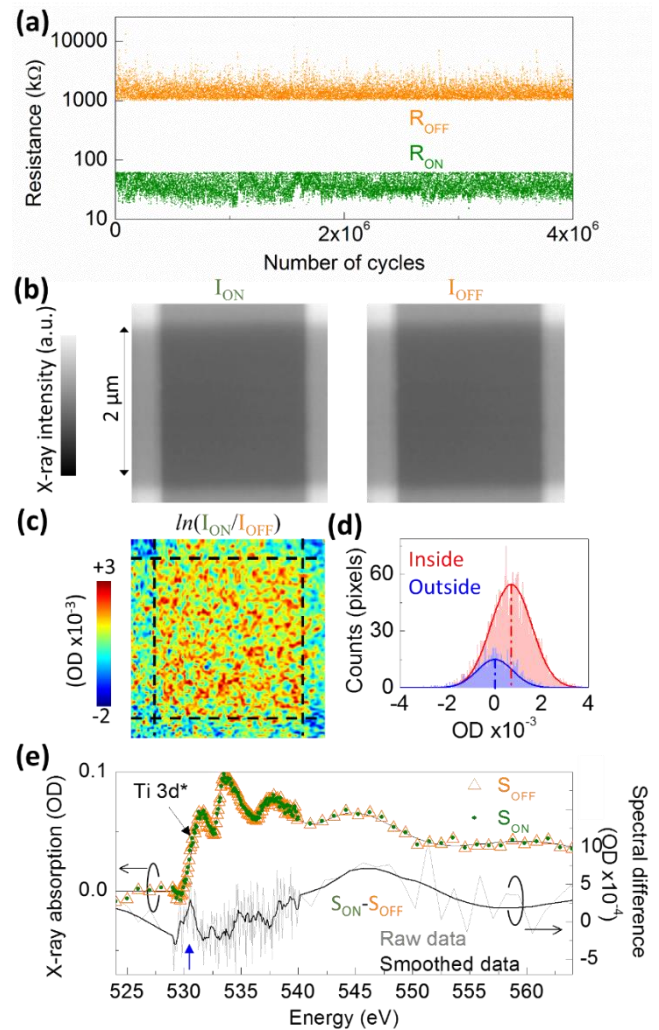 (a)
10000
1000
100
10
Resistance (kΩ)
R_OFF
R_ON
0
2x10⁶
4x10⁶
Number of cycles
(b)
I_ON
I_OFF
X-ray intensity (a.u.)
2 μm
(c)
ln(I_ON/I_OFF)
+3
-2
(OD x10⁻³)
(d)
Inside
Outside
Counts (pixels)
60
30
0
-4
-2
0
2
4
OD x10⁻³
(e)
0.1
0.0
X-ray absorption (OD)
Ti 3d*
S_OFF
S_ON
S_ON-S_OFF
Raw data
Smoothed data
10
5
0
-5
Spectral difference
(OD x10⁻⁴)
525
530
535
540
545
550
555
560
Energy (eV)